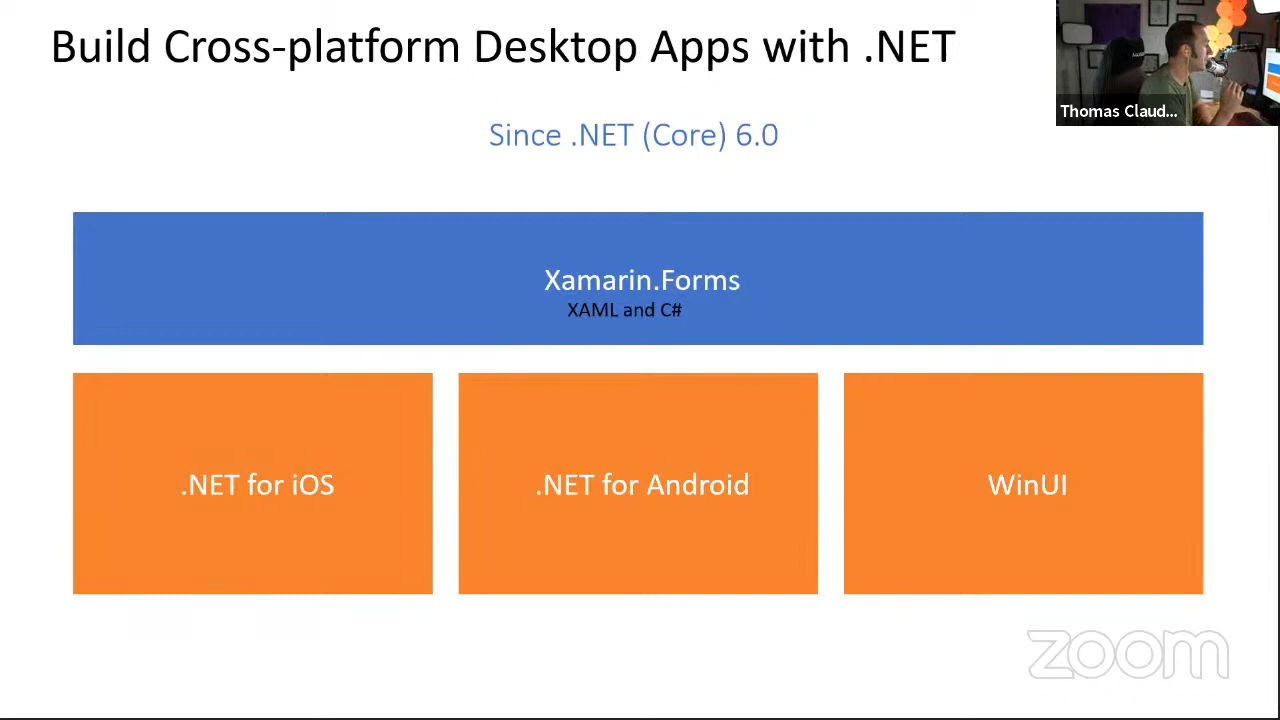 Build Cross-platform Desktop Apps with .NET
Thomas Claud...
Since .NET (Core) 6.0
Xamarin.Forms
XAML and C#
.NET for iOS
.NET for Android
WinUI
zoom